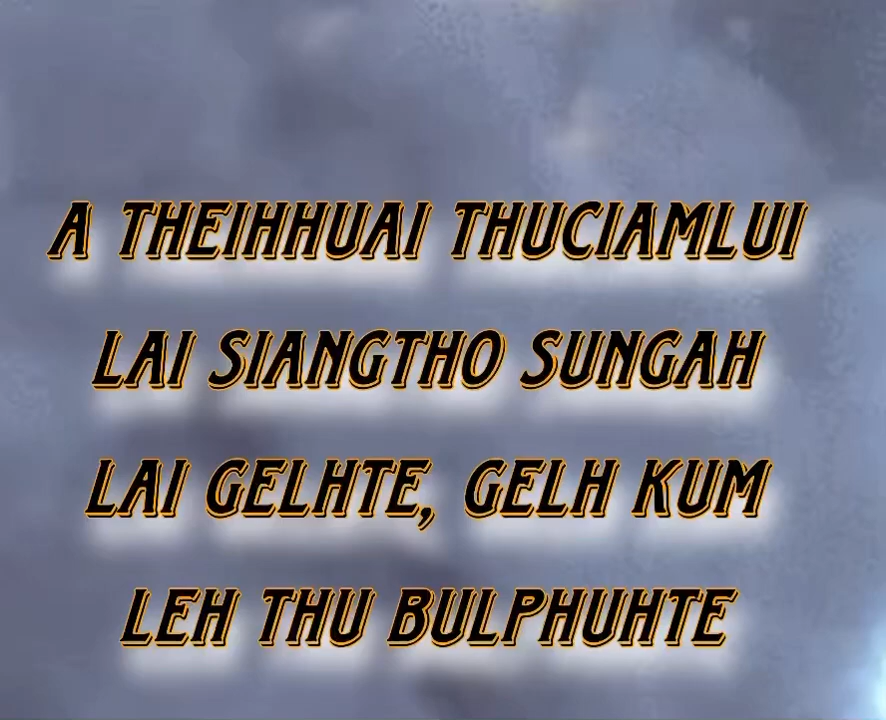 A THEIHHUAI THUCIAMLUI
LAI SIANGTHO SUNGAH
LAI GELHTE, GELH KUM
LEH THU BULPHUHTE